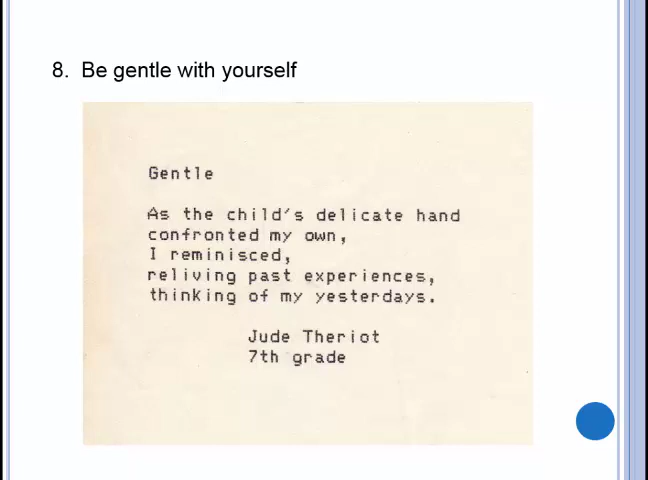 8. Be gentle with yourself
Gentle
As the child's delicate hand
confronted my own,
I reminisced,
reliving past experiences,
thinking of my yesterdays.
Jude Theriot
7th grade